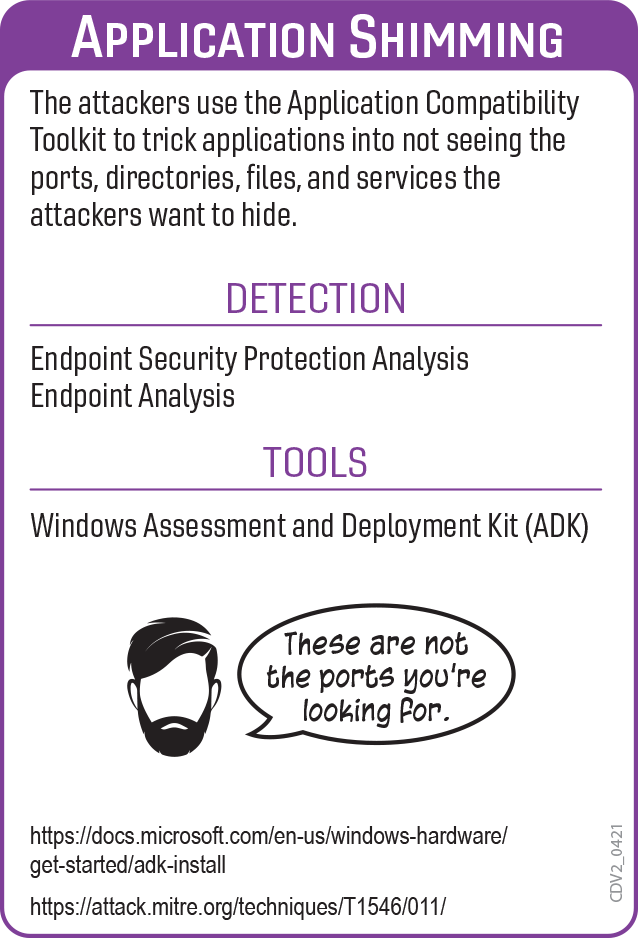 APPLICATION SHIMMING
The attackers use the Application Compatibility
Toolkit to trick applications into not seeing the
ports, directories, files, and services the
attackers want to hide.
DETECTION
Endpoint Security Protection Analysis
Endpoint Analysis
TOOLS
Windows Assessment and Deployment Kit (ADK)
These are not
the ports you're
looking for.
https://docs.microsoft.com/en-us/windows-hardware/
get-started/adk-install
https://attack.mitre.org/techniques/T1546/011/
CDV2_0421